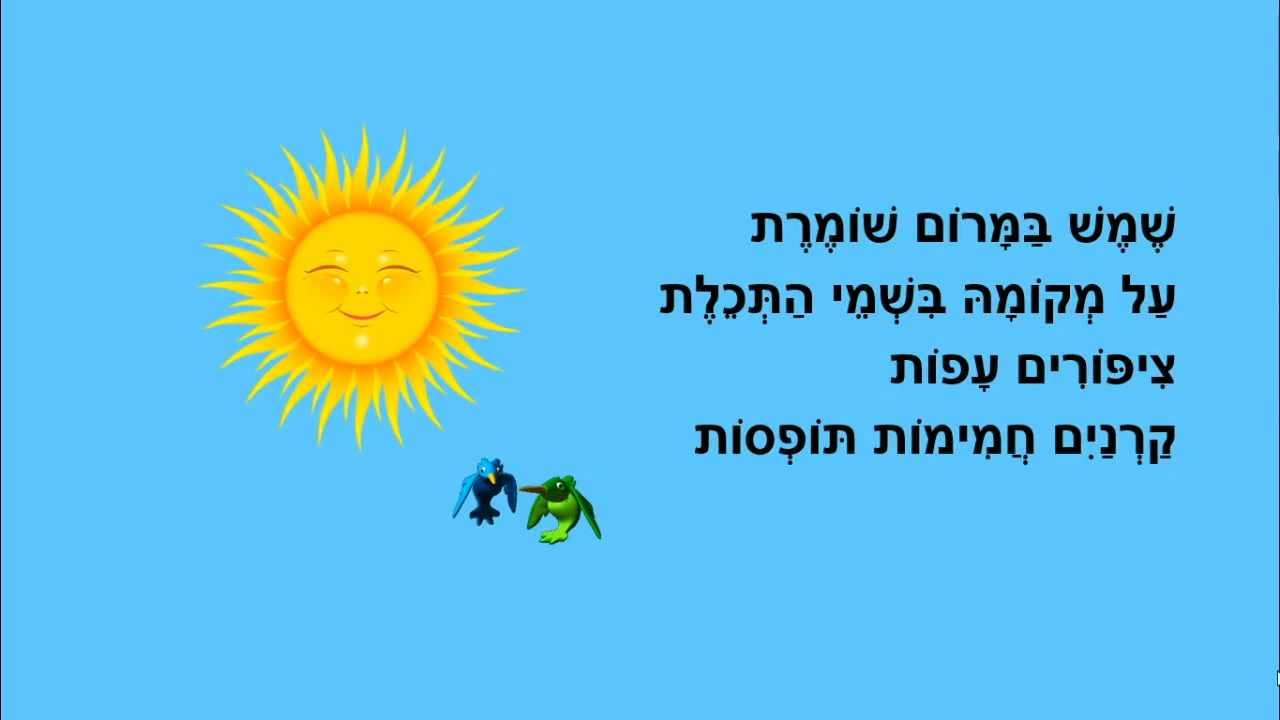 שֶׁמֶשׁ בַּמָּרוֹם שׁוֹמֶרֶת
עַל מְקוֹמָהּ בִּשְׁמֵי הַתְּכֵלֶת
צִיפּוֹרִים עָפוֹת
קַרְנַיִם חֲמִימוֹת תּוֹפְסוֹת